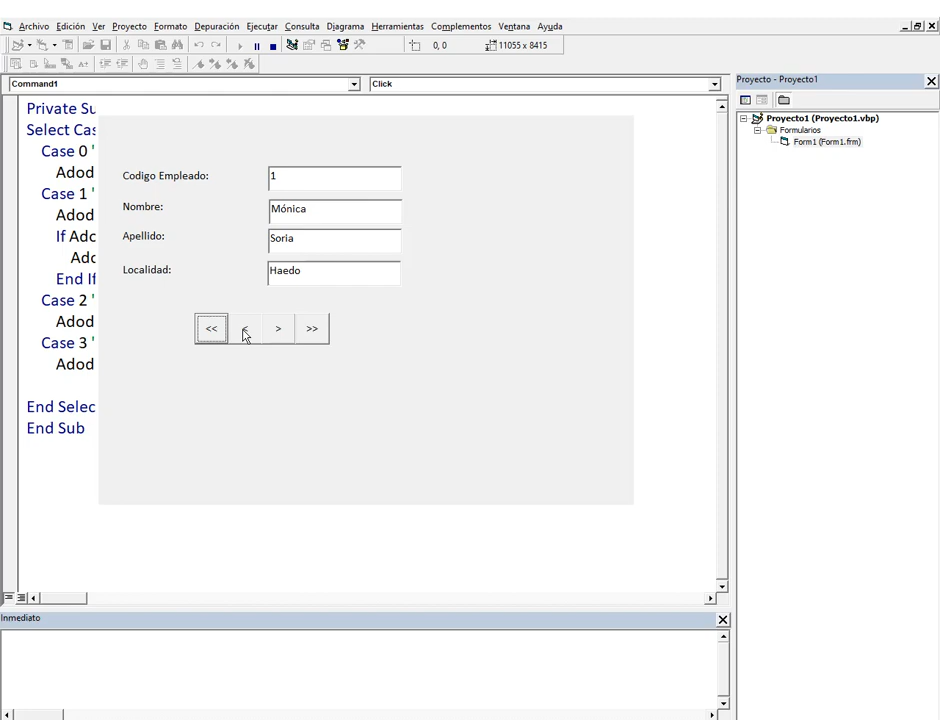 Archivo Edición Ver Proyecto Formato Depuración Ejecutar Consulta Diagrama Herramientas Complementos Ventana Ayuda
0, 0 11055 x 8415
Command1 Click
Proyecto - Proyecto1
Proyecto1 (Proyecto1.vbp)
Formularios
Form1 (Form1.frm)
Private Su
Select Cas
Case 0 '
Adod
Case 1 '
Adod
If Adc
Adc
End If
Case 2 '
Adod
Case 3 '
Adod
End Selec
End Sub
Codigo Empleado: 1
Nombre: Mónica
Apellido: Soria
Localidad: Haedo
<< < > >>
Inmediato